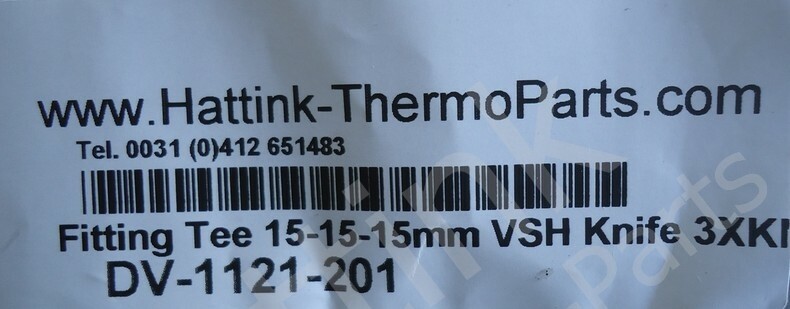 www.Hattink-ThermoParts.com
Tel. 0031 (0)412 651483
Fitting Tee 15-15-15mm VSH Knife 3XK
DV-1121-201